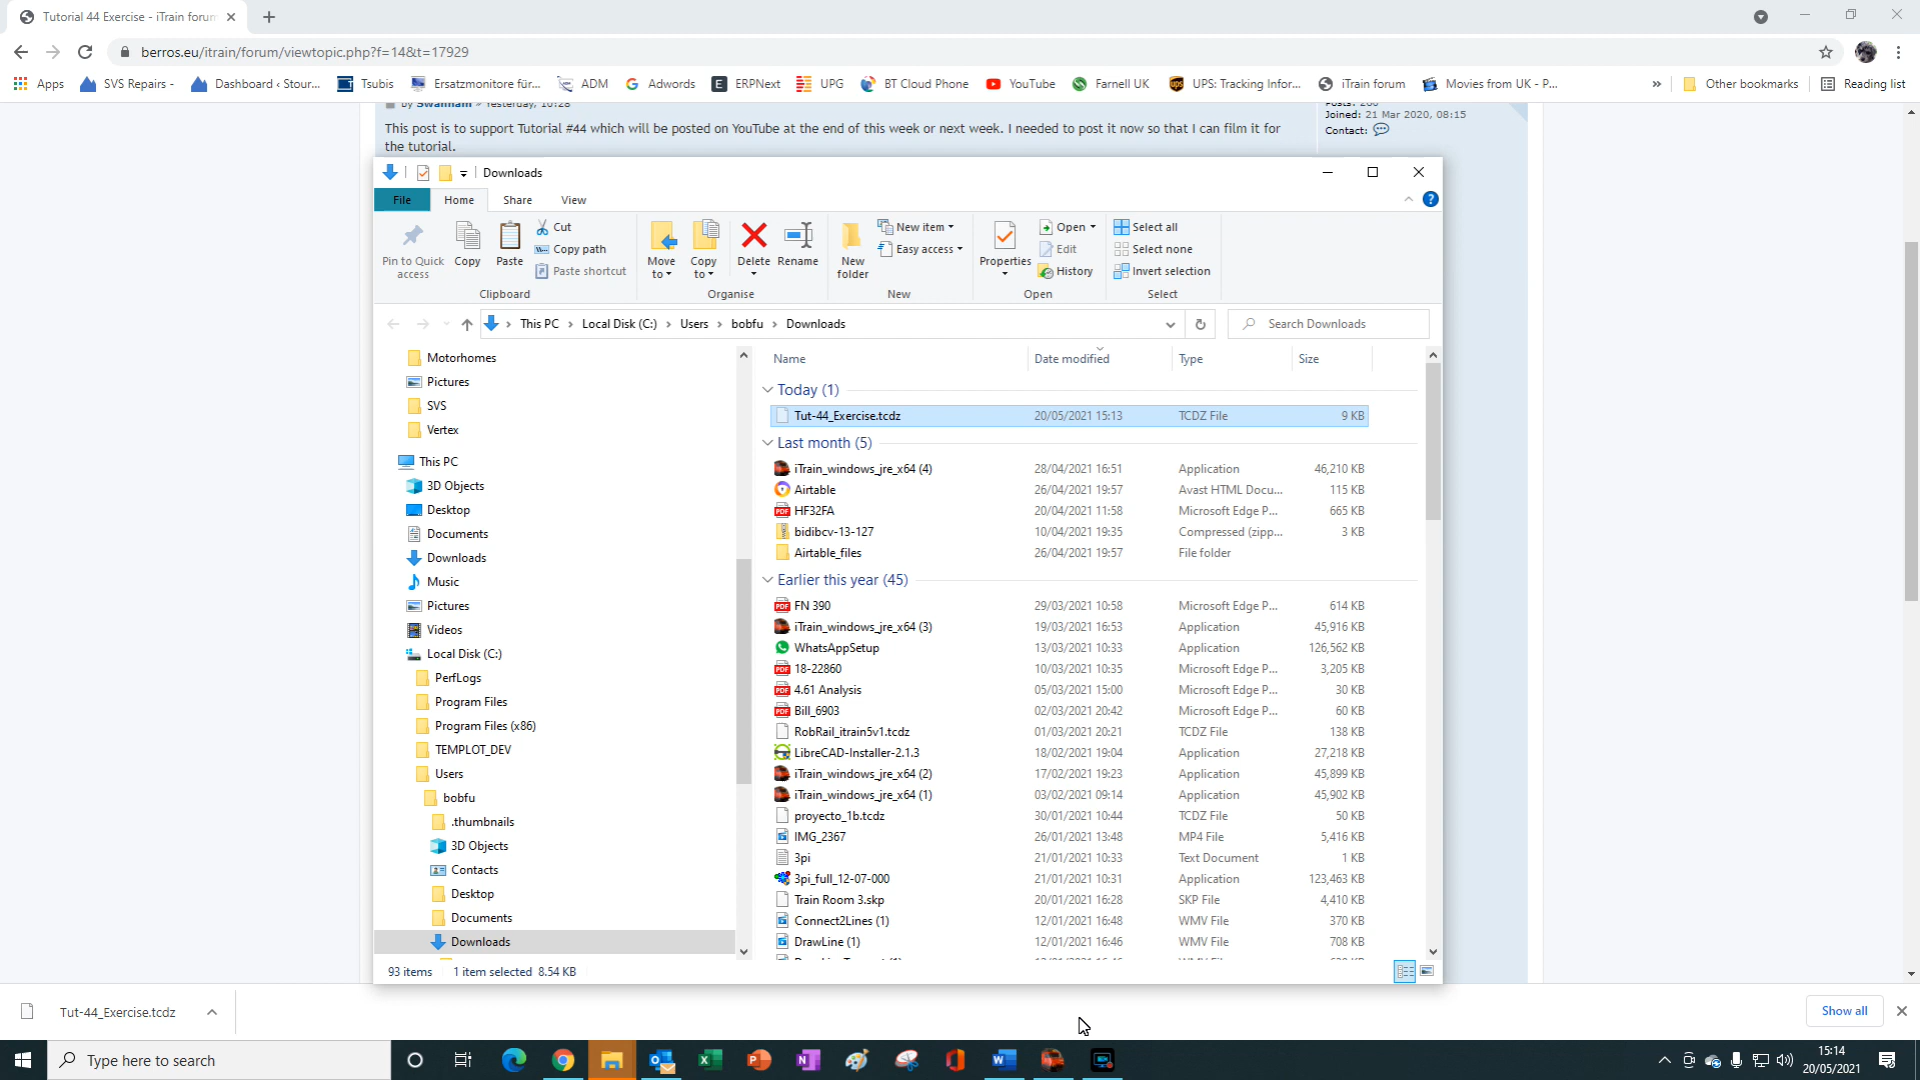 Tutorial 44 Exercise - iTrain forum
berros.eu/itrain/forum/viewtopic.php?f=14&t=17929
Apps SVS Repairs - Dashboard ‹ Stour... Tsubis Ersatzmonitore für... ADM Adwords ERPNext UPG BT Cloud Phone YouTube Farnell UK UPS: Tracking Infor... iTrain forum Movies from UK - P... » Other bookmarks Reading list
by Swanham » Yesterday, 10:28
Posts: 200
Joined: 21 Mar 2020, 08:15
Contact:
This post is to support Tutorial #44 which will be posted on YouTube at the end of this week or next week. I needed to post it now so that I can film it for
the tutorial.
Downloads
File Home Share View
Pin to Quick access Copy Paste Cut Copy path Paste shortcut
Move to Copy to Delete Rename New folder New item Easy access
Properties Open Edit History Select all Select none Invert selection
Clipboard Organise New Open Select
This PC › Local Disk (C:) › Users › bobfu › Downloads
Search Downloads
Motorhomes
Pictures
SVS
Vertex
This PC
3D Objects
Desktop
Documents
Downloads
Music
Pictures
Videos
Local Disk (C:)
PerfLogs
Program Files
Program Files (x86)
TEMPLOT_DEV
Users
bobfu
.thumbnails
3D Objects
Contacts
Desktop
Documents
Downloads
Name Date modified Type Size
Today (1)
Tut-44_Exercise.tcdz 20/05/2021 15:13 TCDZ File 9 KB
Last month (5)
iTrain_windows_jre_x64 (4) 28/04/2021 16:51 Application 46,210 KB
Airtable 26/04/2021 19:57 Avast HTML Docu... 115 KB
HF32FA 20/04/2021 11:58 Microsoft Edge P... 665 KB
bidibcv-13-127 10/04/2021 19:35 Compressed (zipp... 3 KB
Airtable_files 26/04/2021 19:57 File folder
Earlier this year (45)
FN 390 29/03/2021 10:58 Microsoft Edge P... 614 KB
iTrain_windows_jre_x64 (3) 19/03/2021 16:53 Application 45,916 KB
WhatsAppSetup 13/03/2021 10:33 Application 126,562 KB
18-22860 10/03/2021 10:35 Microsoft Edge P... 3,205 KB
4.61 Analysis 05/03/2021 15:00 Microsoft Edge P... 30 KB
Bill_6903 02/03/2021 20:42 Microsoft Edge P... 60 KB
RobRail_itrain5v1.tcdz 01/03/2021 20:21 TCDZ File 138 KB
LibreCAD-Installer-2.1.3 18/02/2021 19:04 Application 27,218 KB
iTrain_windows_jre_x64 (2) 17/02/2021 19:23 Application 45,899 KB
iTrain_windows_jre_x64 (1) 03/02/2021 09:14 Application 45,902 KB
proyecto_1b.tcdz 30/01/2021 10:44 TCDZ File 50 KB
IMG_2367 26/01/2021 13:48 MP4 File 5,416 KB
3pi 21/01/2021 10:33 Text Document 1 KB
3pi_full_12-07-000 21/01/2021 10:31 Application 123,463 KB
Train Room 3.skp 20/01/2021 16:28 SKP File 4,410 KB
Connect2Lines (1) 12/01/2021 16:48 WMV File 370 KB
DrawLine (1) 12/01/2021 16:46 WMV File 708 KB
93 items 1 item selected 8.54 KB
Tut-44_Exercise.tcdz
Show all
Type here to search
15:14
20/05/2021